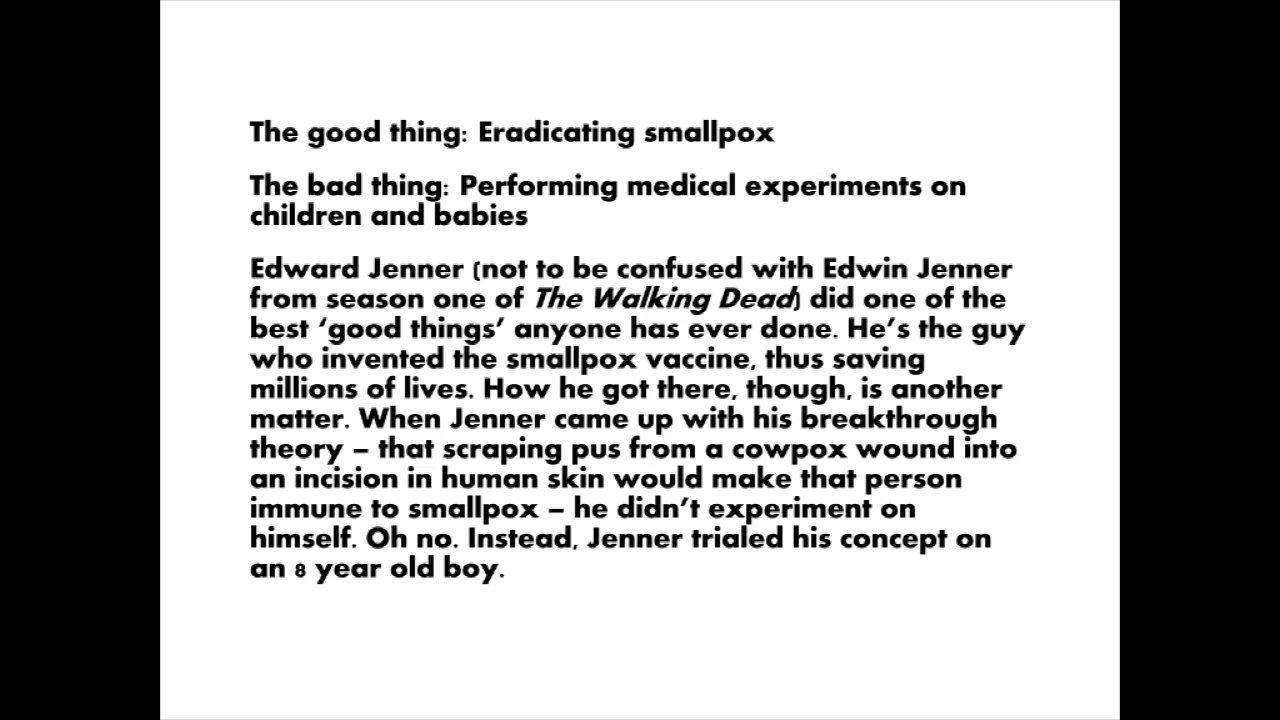 The good thing: Eradicating smallpox
The bad thing: Performing medical experiments on
children and babies
Edward Jenner (not to be confused with Edwin Jenner
from season one of The Walking Dead) did one of the
best ‘good things’ anyone has ever done. He’s the guy
who invented the smallpox vaccine, thus saving
millions of lives. How he got there, though, is another
matter. When Jenner came up with his breakthrough
theory – that scraping pus from a cowpox wound into
an incision in human skin would make that person
immune to smallpox – he didn’t experiment on
himself. Oh no. Instead, Jenner trialed his concept on
an 8 year old boy.